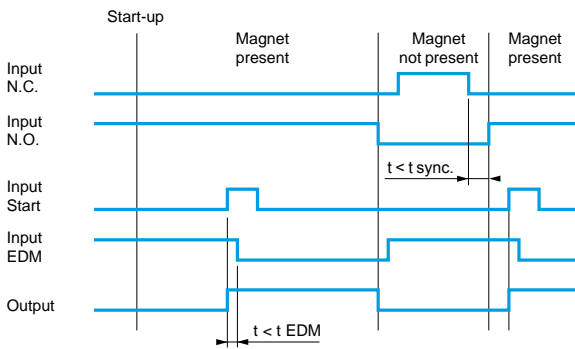 Start-up
Magnet
present
Magnet
not present
Magnet
present
Input
N.C.
Input
N.O.
t < t sync.
Input
Start
Input
EDM
Output
t < t EDM